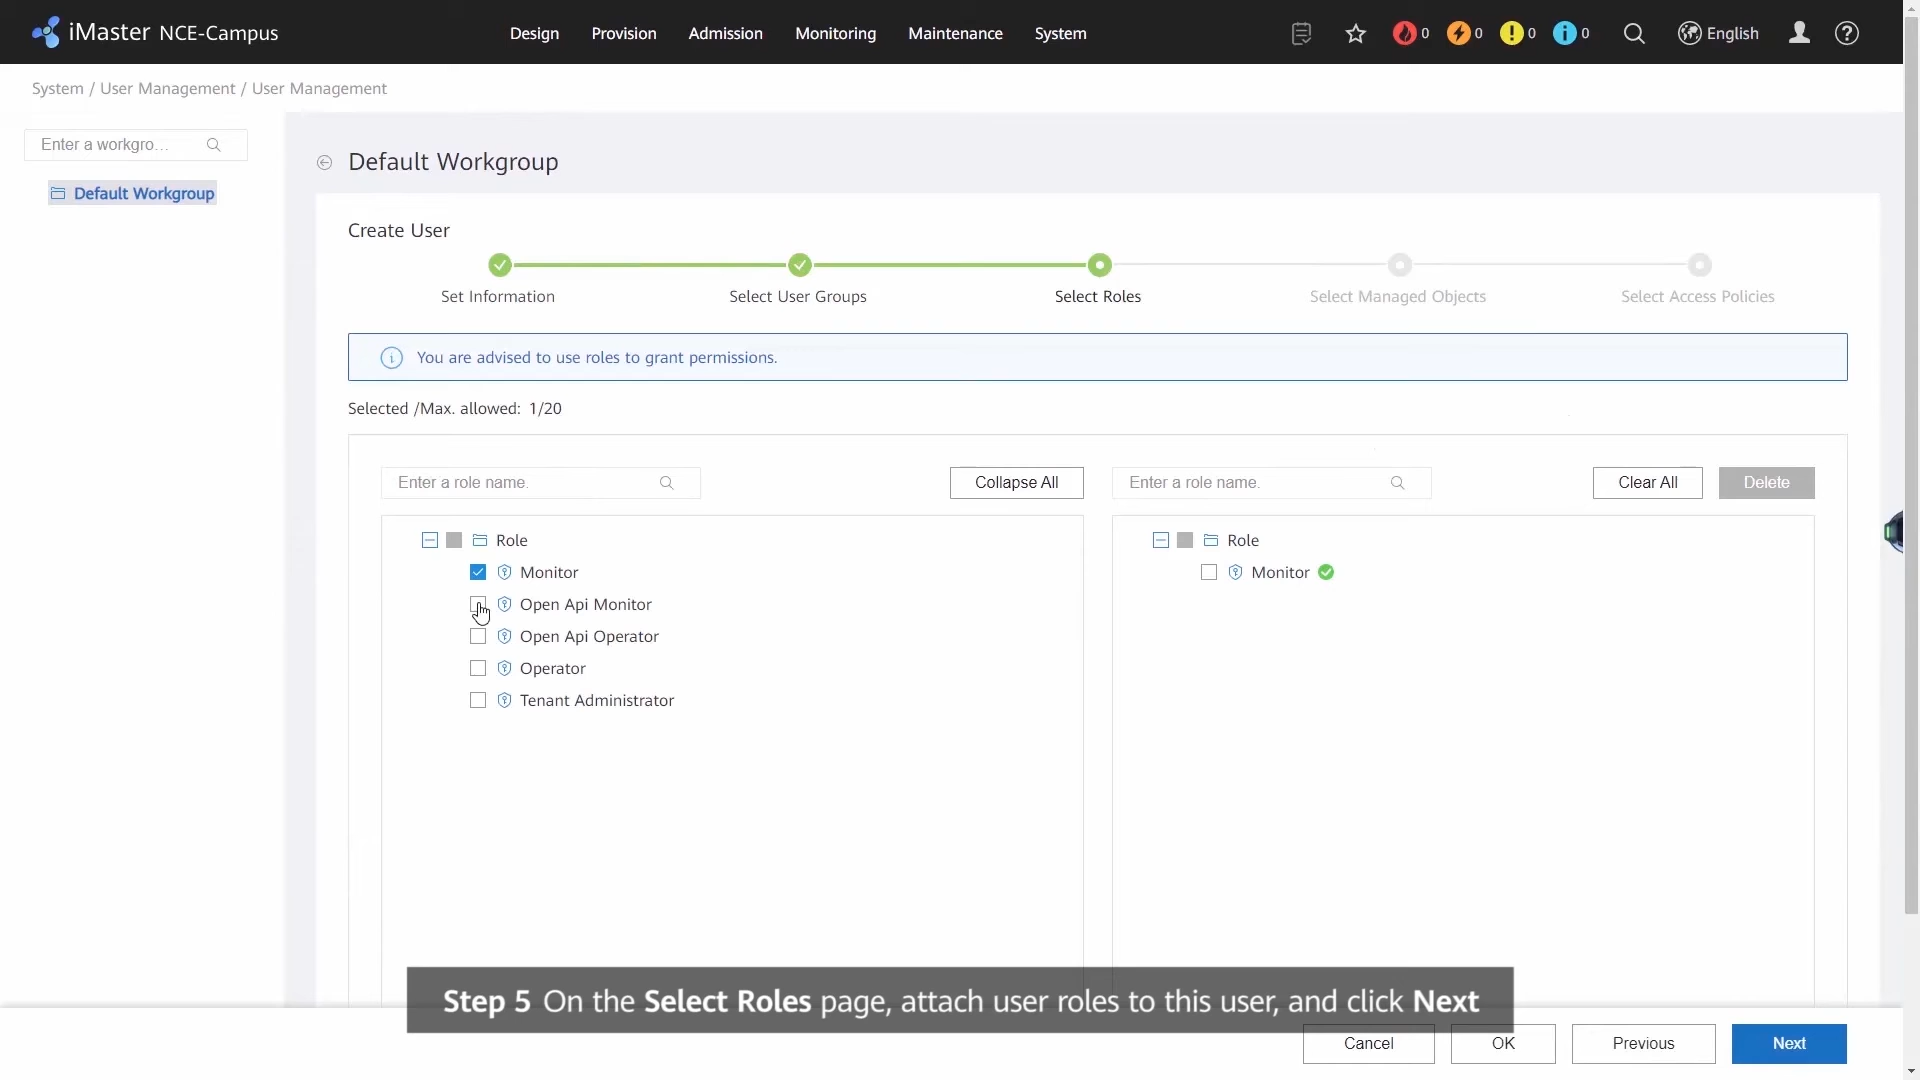 iMaster NCE-Campus
Design Provision Admission Monitoring Maintenance System
0 0 0 0 English
System / User Management / User Management
Enter a workgro...
Default Workgroup
Default Workgroup
Create User
Set Information Select User Groups Select Roles Select Managed Objects Select Access Policies
You are advised to use roles to grant permissions.
Selected /Max. allowed: 1/20
Enter a role name. Collapse All Enter a role name. Clear All Delete
Role Role
Monitor Monitor
Open Api Monitor
Open Api Operator
Operator
Tenant Administrator
Step 5 On the Select Roles page, attach user roles to this user, and click Next
Cancel OK Previous Next